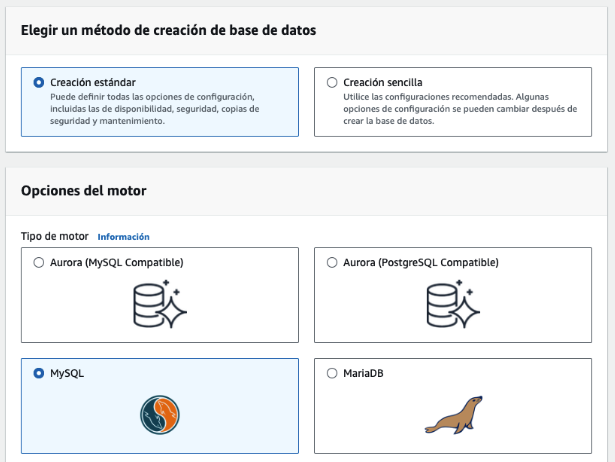 Elegir un método de creación de base de datos
Creación estándar
Puede definir todas las opciones de configuración,
incluidas las de disponibilidad, seguridad, copias de
seguridad y mantenimiento.
Creación sencilla
Utilice las configuraciones recomendadas. Algunas
opciones de configuración se pueden cambiar después de
crear la base de datos.
Opciones del motor
Tipo de motor Información
Aurora (MySQL Compatible)
Aurora (PostgreSQL Compatible)
MySQL
MariaDB